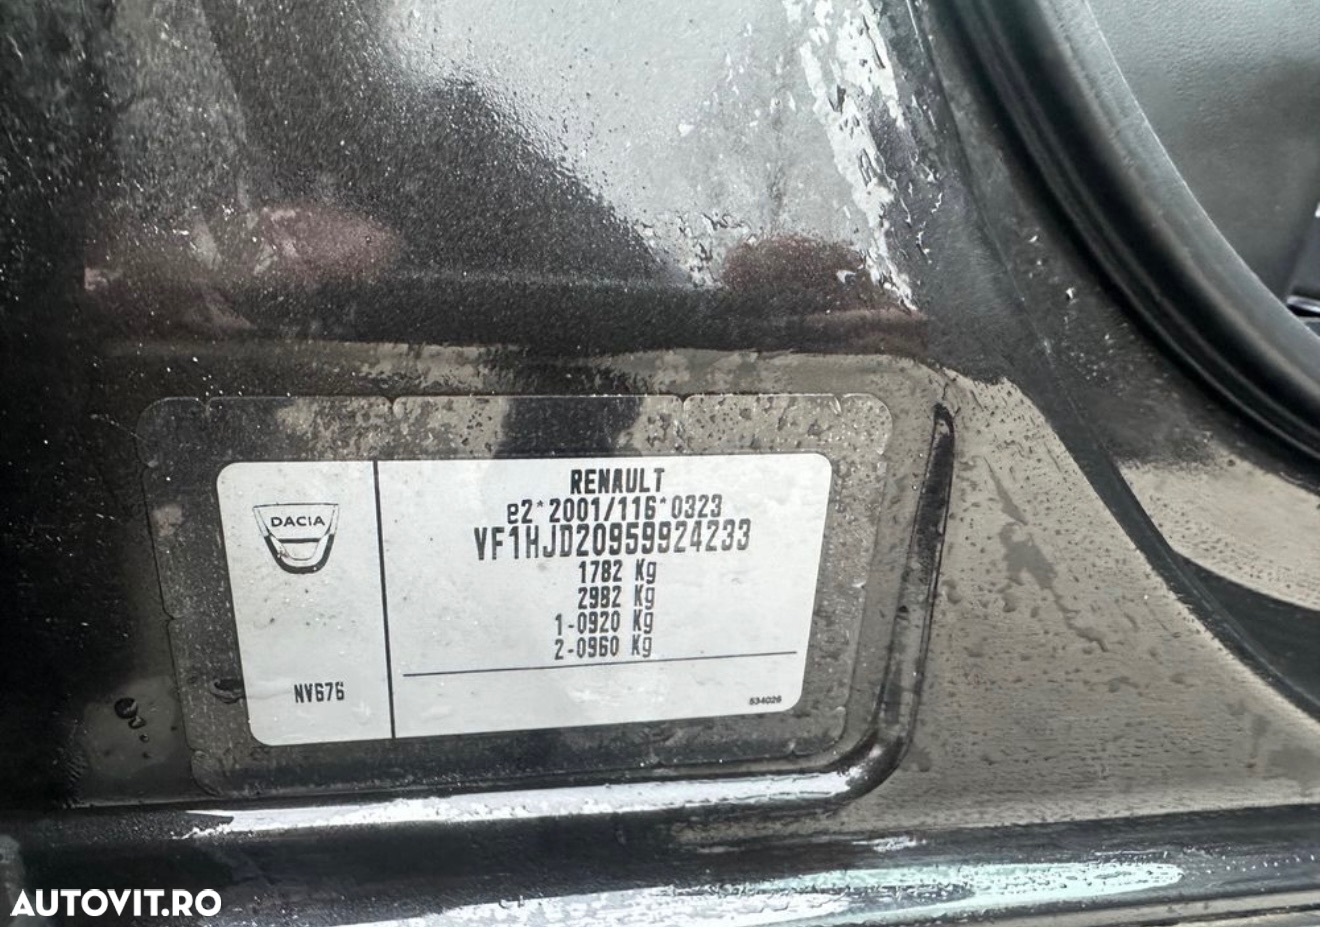 DACIA
NV676
RENAULT
e2*2001/116*0323
VF1HJD20959924233
1782 Kg
2982 Kg
1-0920 Kg
2-0960 Kg
534026
AUTOVIT.RO